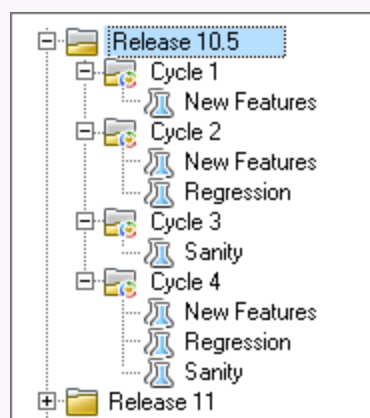 Release 10.5
Cycle 1
New Features
Cycle 2
New Features
Regression
Cycle 3
Sanity
Cycle 4
New Features
Regression
Sanity
Release 11